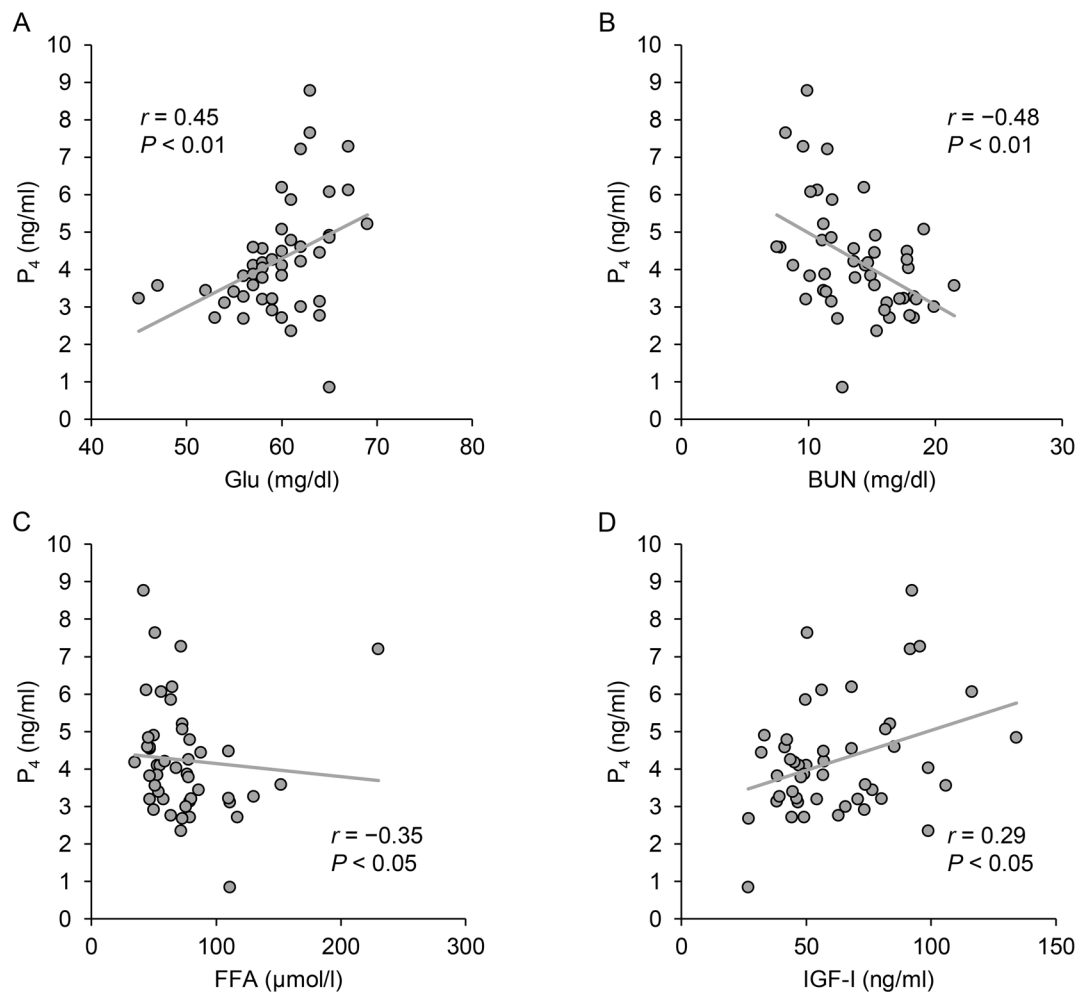 A
10
9
8
7
6
5
4
3
2
1
0
P4 (ng/ml)
r = 0.45
P < 0.01
40 50 60 70 80
Glu (mg/dl)
B
10
9
8
7
6
5
4
3
2
1
0
P4 (ng/ml)
r = −0.48
P < 0.01
0 10 20 30
BUN (mg/dl)
C
10
9
8
7
6
5
4
3
2
1
0
P4 (ng/ml)
r = −0.35
P < 0.05
0 100 200 300
FFA (μmol/l)
D
10
9
8
7
6
5
4
3
2
1
0
P4 (ng/ml)
r = 0.29
P < 0.05
0 50 100 150
IGF-I (ng/ml)